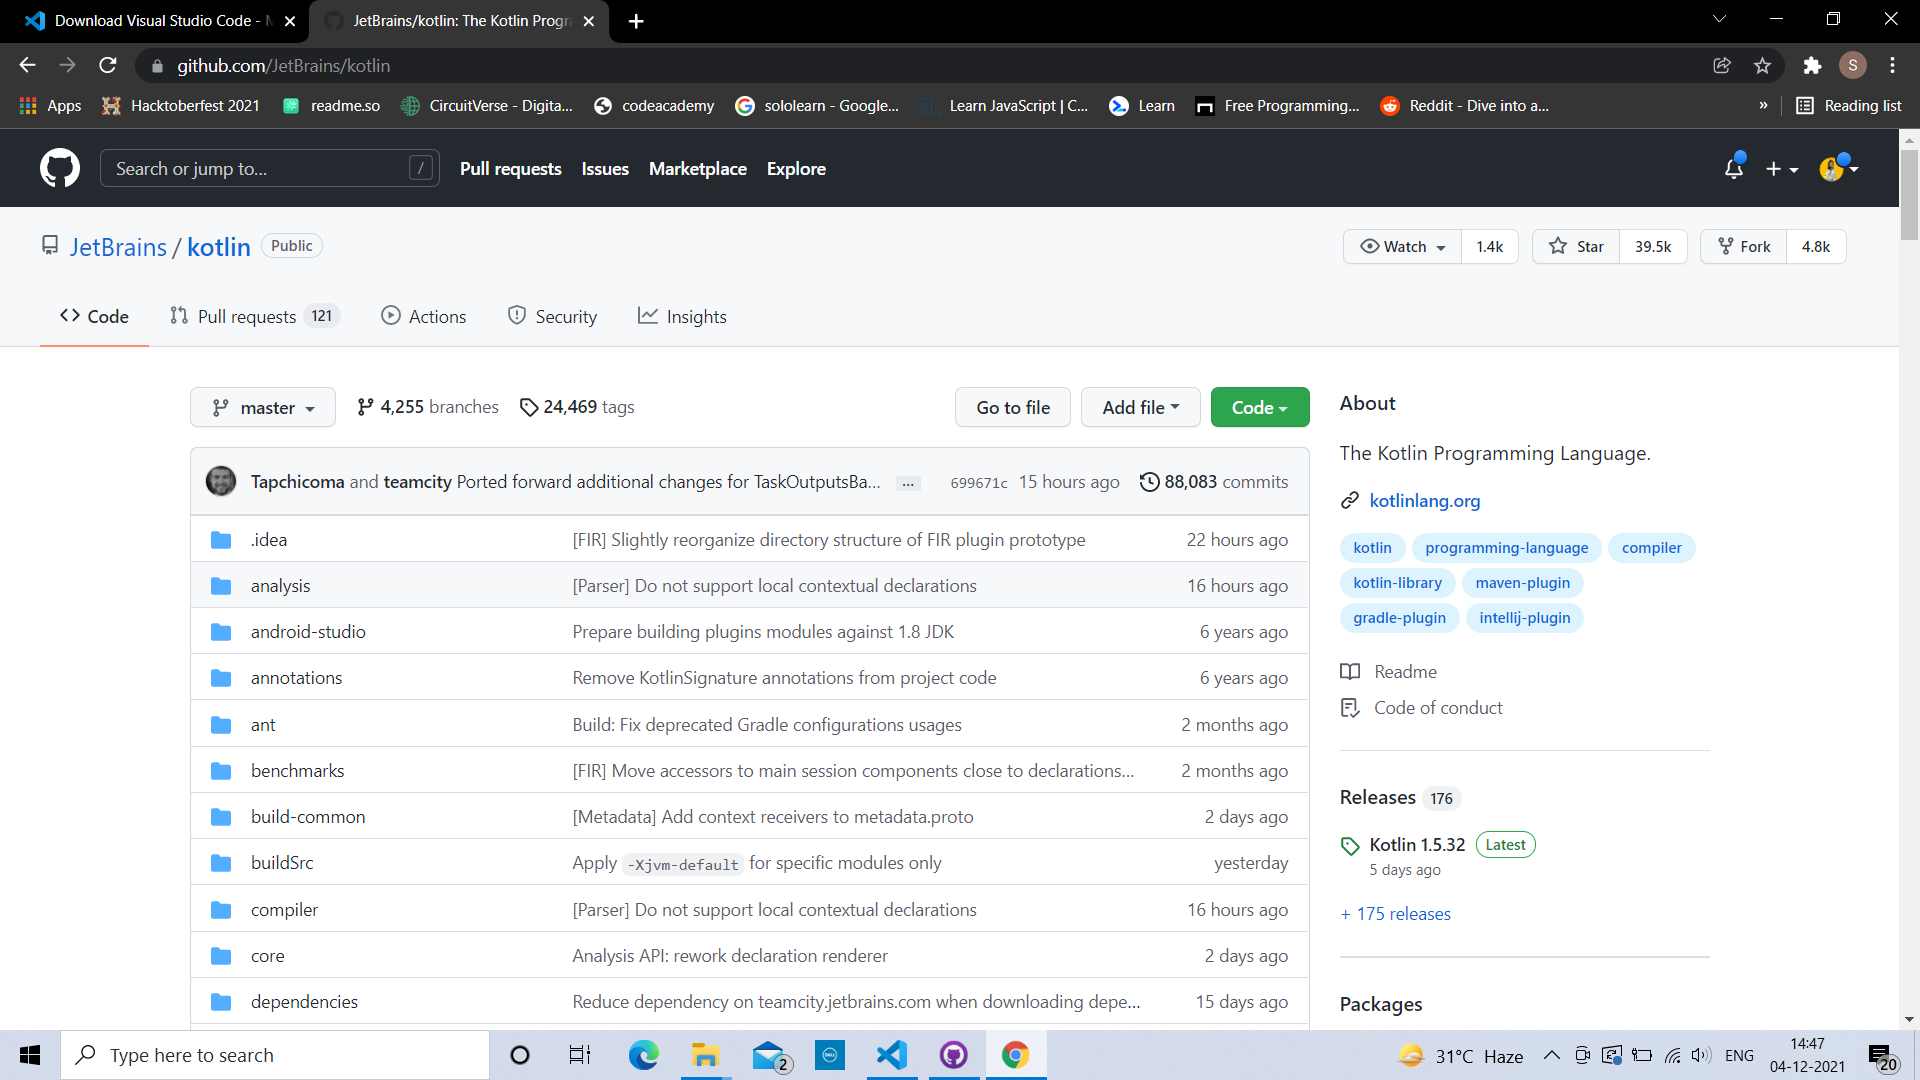 Download Visual Studio Code -
JetBrains/kotlin: The Kotlin Progr
github.com/JetBrains/kotlin
S
Apps
Hacktoberfest 2021
readme.so
CircuitVerse - Digita...
codeacademy
sololearn - Google...
Learn JavaScript | C...
Learn
Free Programming...
Reddit - Dive into a...
»
Reading list
Search or jump to...
/
Pull requests
Issues
Marketplace
Explore
JetBrains / kotlin
Public
Watch
1.4k
Star
39.5k
Fork
4.8k
Code
Pull requests 121
Actions
Security
Insights
master
4,255 branches
24,469 tags
Go to file
Add file
Code
Tapchicoma and teamcity Ported forward additional changes for TaskOutputsBa... ... 699671c 15 hours ago 88,083 commits
.idea [FIR] Slightly reorganize directory structure of FIR plugin prototype 22 hours ago
analysis [Parser] Do not support local contextual declarations 16 hours ago
android-studio Prepare building plugins modules against 1.8 JDK 6 years ago
annotations Remove KotlinSignature annotations from project code 6 years ago
ant Build: Fix deprecated Gradle configurations usages 2 months ago
benchmarks [FIR] Move accessors to main session components close to declarations... 2 months ago
build-common [Metadata] Add context receivers to metadata.proto 2 days ago
buildSrc Apply -Xjvm-default for specific modules only yesterday
compiler [Parser] Do not support local contextual declarations 16 hours ago
core Analysis API: rework declaration renderer 2 days ago
dependencies Reduce dependency on teamcity.jetbrains.com when downloading depe... 15 days ago
About
The Kotlin Programming Language.
kotlinlang.org
kotlin programming-language compiler
kotlin-library maven-plugin
gradle-plugin intellij-plugin
Readme
Code of conduct
Releases 176
Kotlin 1.5.32 Latest
5 days ago
+ 175 releases
Packages
Type here to search
2
DELL
31°C Haze
ENG
14:47
04-12-2021
20